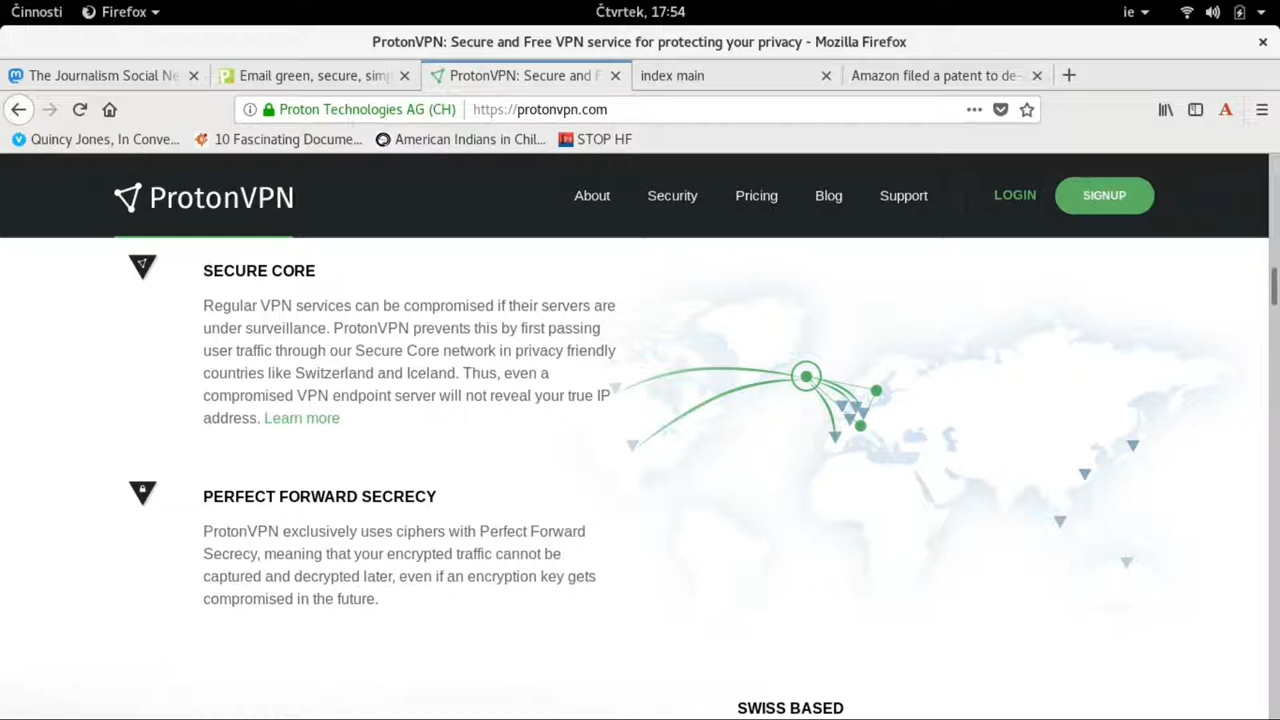 Činnosti Firefox Čtvrtek, 17:54 ie
ProtonVPN: Secure and Free VPN service for protecting your privacy - Mozilla Firefox
The Journalism Social Ne Email green, secure, sim ProtonVPN: Secure and F index main Amazon filed a patent to de-
Proton Technologies AG (CH) https://protonvpn.com
Quincy Jones, In Conve... 10 Fascinating Docume... American Indians in Chil... STOP HF
ProtonVPN About Security Pricing Blog Support LOGIN SIGNUP
SECURE CORE
Regular VPN services can be compromised if their servers are
under surveillance. ProtonVPN prevents this by first passing
user traffic through our Secure Core network in privacy friendly
countries like Switzerland and Iceland. Thus, even a
compromised VPN endpoint server will not reveal your true IP
address. Learn more
PERFECT FORWARD SECRECY
ProtonVPN exclusively uses ciphers with Perfect Forward
Secrecy, meaning that your encrypted traffic cannot be
captured and decrypted later, even if an encryption key gets
compromised in the future.
SWISS BASED